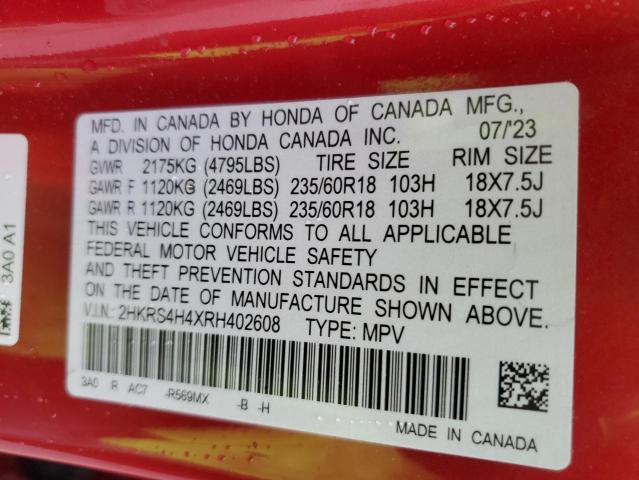 MFD. IN CANADA BY HONDA OF CANADA MFG.,
A DIVISION OF HONDA CANADA INC. 07/'23
GVWR 2175KG (4795LBS) TIRE SIZE RIM SIZE
GAWR F 1120KG (2469LBS) 235/60R18 103H 18X7.5J
GAWR R 1120KG (2469LBS) 235/60R18 103H 18X7.5J
THIS VEHICLE CONFORMS TO ALL APPLICABLE
FEDERAL MOTOR VEHICLE SAFETY
AND THEFT PREVENTION STANDARDS IN EFFECT
ON THE DATE OF MANUFACTURE SHOWN ABOVE.
V.I.N.: 2HKRS4H4XRH402608 TYPE: MPV
3A0 R AC7 -R569MX -B -H
MADE IN CANADA
3A0 A1